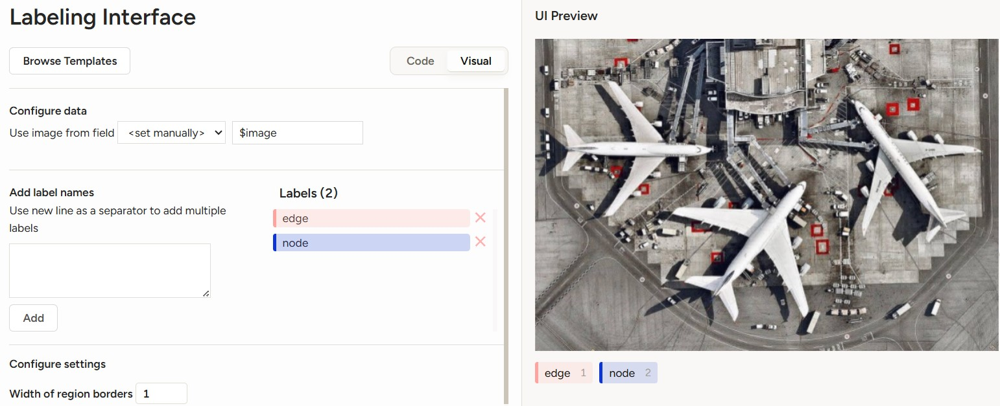 Labeling Interface
Browse Templates
Code
Visual
Configure data
Use image from field
<set manually>
$image
Add label names
Use new line as a separator to add multiple
labels
Add
Labels (2)
edge
node
Configure settings
Width of region borders
1
UI Preview
edge 1
node 2